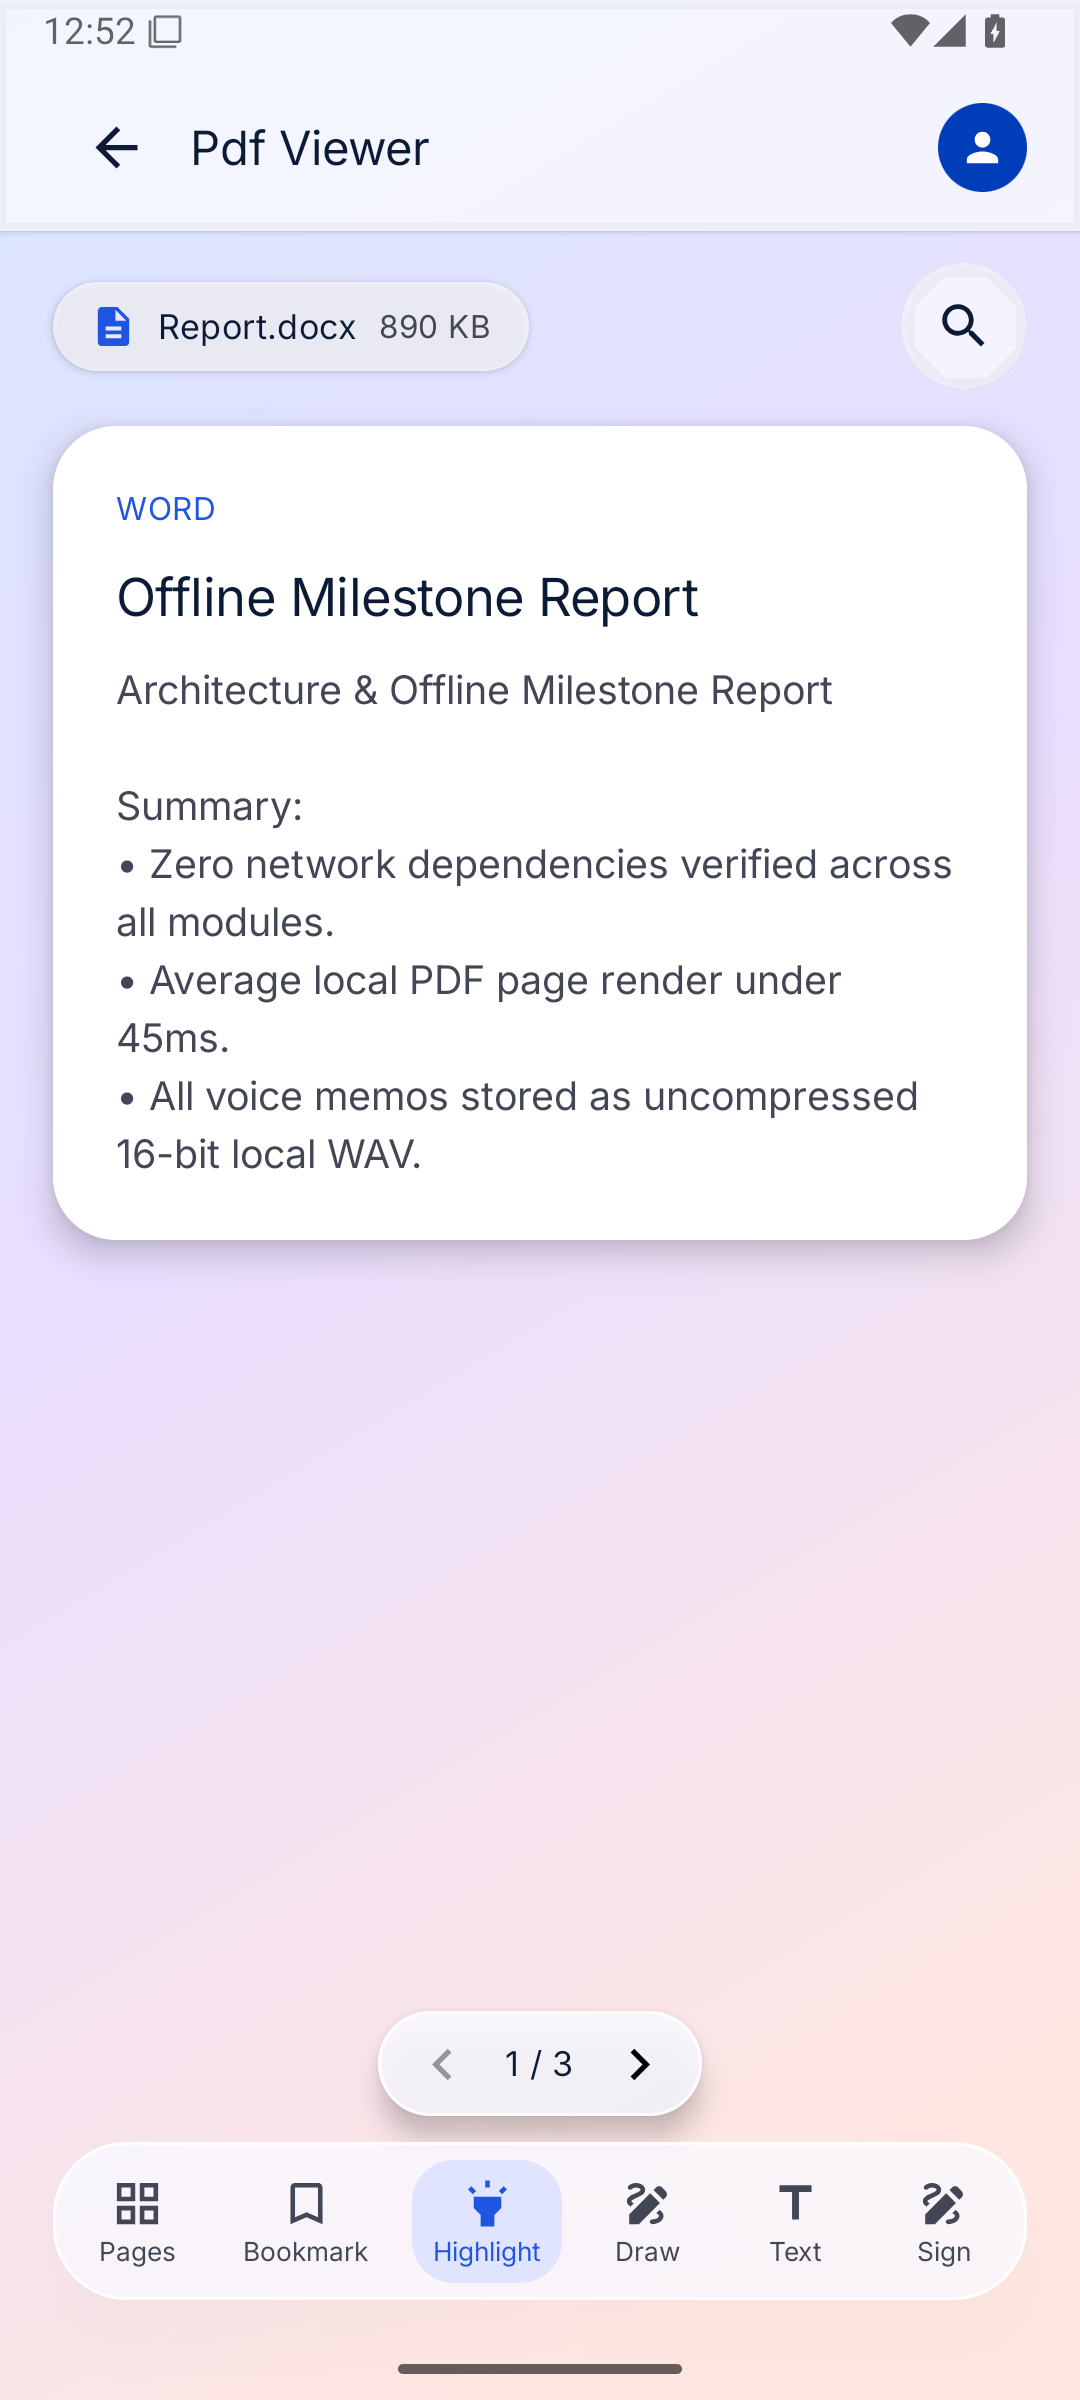 12:52
Pdf Viewer
Report.docx 890 KB
WORD
Offline Milestone Report
Architecture & Offline Milestone Report
Summary:
• Zero network dependencies verified across
all modules.
• Average local PDF page render under
45ms.
• All voice memos stored as uncompressed
16-bit local WAV.
1 / 3
Pages Bookmark Highlight Draw Text Sign